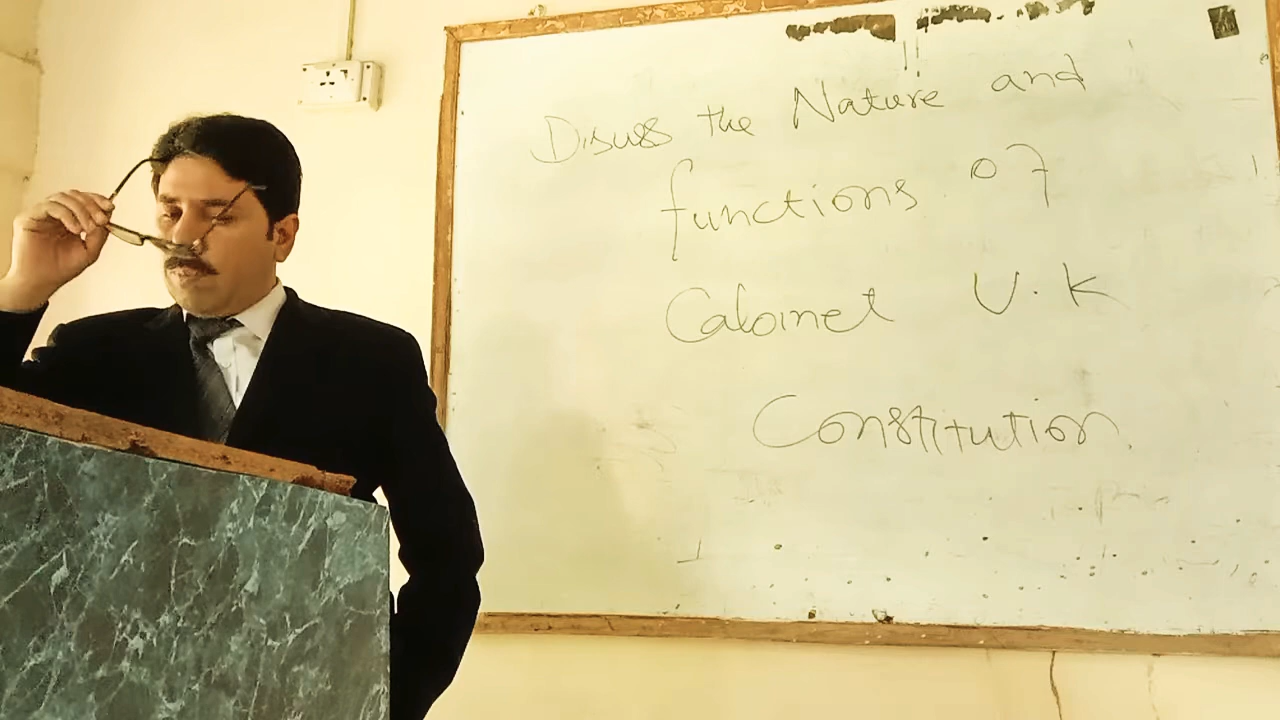 Discuss the Nature and
functions of
Cabinet U.K
Constitution.